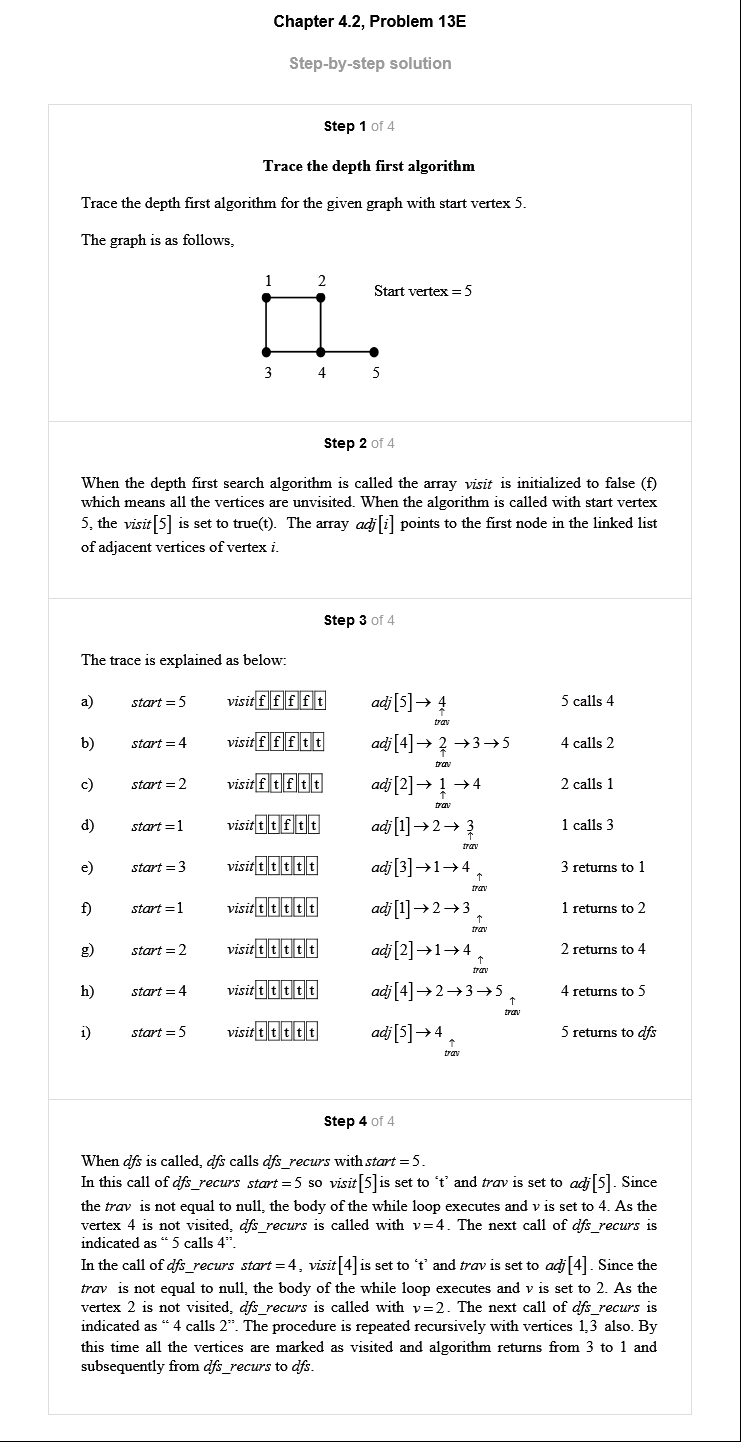 Chapter 4.2, Problem 13E
Step-by-step solution
Step 1 of 4
Trace the depth first algorithm
Trace the depth first algorithm for the given graph with start vertex 5.
The graph is as follows,
1 2 Start vertex = 5
3 4 5
Step 2 of 4
When the depth first search algorithm is called the array visit is initialized to false (f)
which means all the vertices are unvisited. When the algorithm is called with start vertex
5, the visit[5] is set to true(t). The array adj[i] points to the first node in the linked list
of adjacent vertices of vertex i.
Step 3 of 4
The trace is explained as below:
a) start = 5 visit f f f f t adj[5]→ 4 5 calls 4
↑
trav
b) start = 4 visit f f f t t adj[4]→ 2 →3→5 4 calls 2
↑
trav
c) start = 2 visit f t f t t adj[2]→ 1 →4 2 calls 1
↑
trav
d) start =1 visit t t f t t adj[1]→2→ 3 1 calls 3
↑
trav
e) start = 3 visit t t t t t adj[3]→1→4 3 returns to 1
↑
trav
f) start =1 visit t t t t t adj[1]→2→3 1 returns to 2
↑
trav
g) start = 2 visit t t t t t adj[2]→1→4 2 returns to 4
↑
trav
h) start = 4 visit t t t t t adj[4]→2→3→5 4 returns to 5
↑
trav
i) start = 5 visit t t t t t adj[5]→4 5 returns to dfs
↑
trav
Step 4 of 4
When dfs is called, dfs calls dfs_recurs with start = 5.
In this call of dfs_recurs start = 5 so visit[5]is set to ‘t’ and trav is set to adj[5]. Since
the trav is not equal to null, the body of the while loop executes and v is set to 4. As the
vertex 4 is not visited, dfs_recurs is called with v=4. The next call of dfs_recurs is
indicated as “ 5 calls 4”.
In the call of dfs_recurs start = 4, visit[4] is set to ‘t’ and trav is set to adj[4]. Since the
trav is not equal to null, the body of the while loop executes and v is set to 2. As the
vertex 2 is not visited, dfs_recurs is called with v=2. The next call of dfs_recurs is
indicated as “ 4 calls 2”. The procedure is repeated recursively with vertices 1,3 also. By
this time all the vertices are marked as visited and algorithm returns from 3 to 1 and
subsequently from dfs_recurs to dfs.